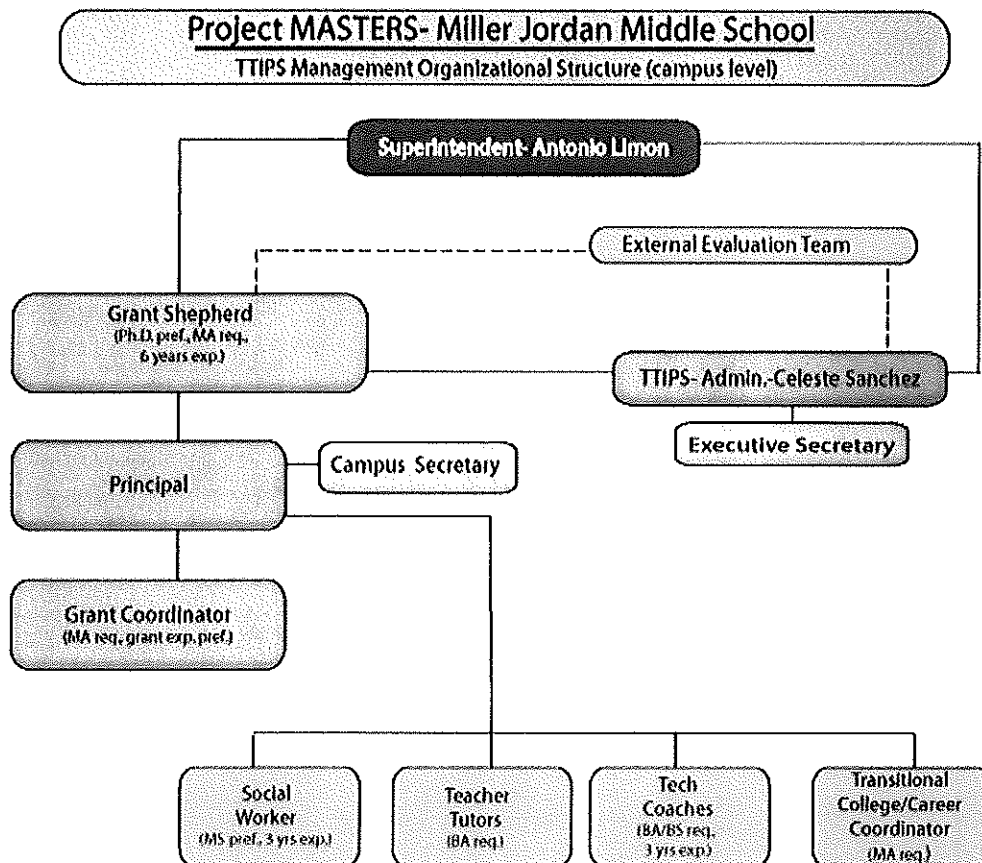 Project MASTERS- Miller Jordan Middle School
TTIPS Management Organizational Structure (campus level)
Superintendent- Antonio Limon
External Evaluation Team
Grant Shepherd
(Ph.D. pref., MA req.,
6 years exp.)
TTIPS- Admin.-Celeste Sanchez
Executive Secretary
Principal
Campus Secretary
Grant Coordinator
(MA req., grant exp. pref.)
Social
Worker
(MS pref., 3 yrs exp.)
Teacher
Tutors
(BA req.)
Tech
Coaches
(BA/BS req.,
3 yrs exp.)
Transitional
College/Career
Coordinator
(MA req.)